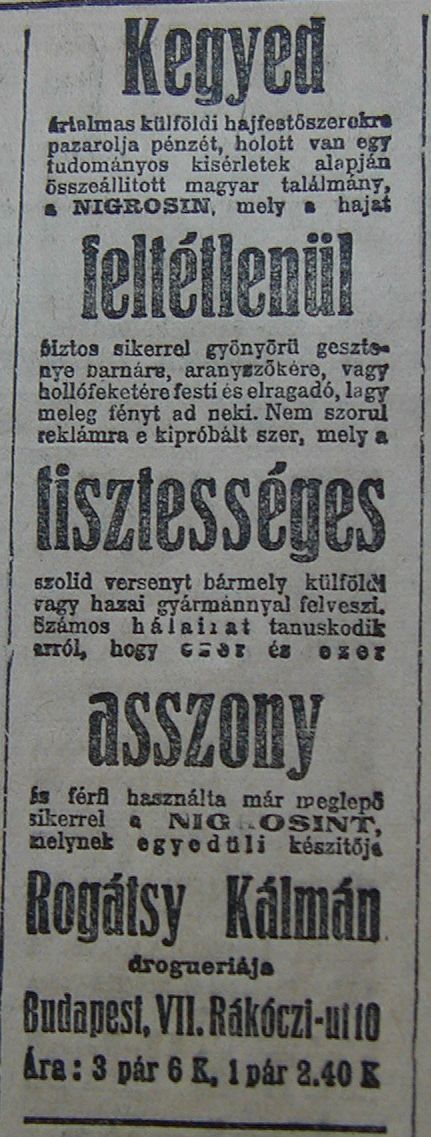 Kegyed
ártalmas külföldi hajfestőszerokre
pazarolja pénzét, holott van egy
tudományos kisérletek alapján
összeállitott magyar találmány,
a NIGROSIN, mely a hajat
feltétlenül
biztos sikerrel gyönyörü geszte-
nye barnára, aranyszőkére, vagy
hollófeketére festi és elragadó, lagy
meleg fényt ad neki. Nem szorul
reklámra e kipróbált szer, mely a
tisztességes
szolid versenyt bármely külföldi
vagy hazai gyármánnyal felveszi.
Számos hálairat tanuskodik
arról, hogy ezer és ezer
asszony
és férfi használta már meglepő
sikerrel a NIGROSINT,
melynek egyedüli készitője
Rogátsy Kálmán
drogueriája
Budapest, VII. Rákóczi-ut 10
Ára: 3 pár 6 K, 1 pár 2.40 K